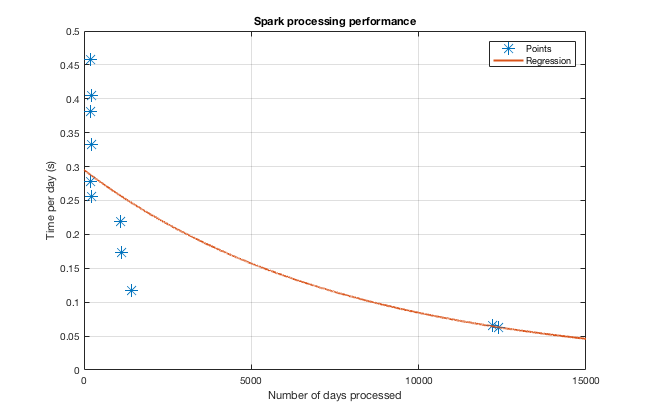 Spark processing performance
Points
Regression
Time per day (s)
0.5
0.45
0.4
0.35
0.3
0.25
0.2
0.15
0.1
0.05
0
0 5000 10000 15000
Number of days processed